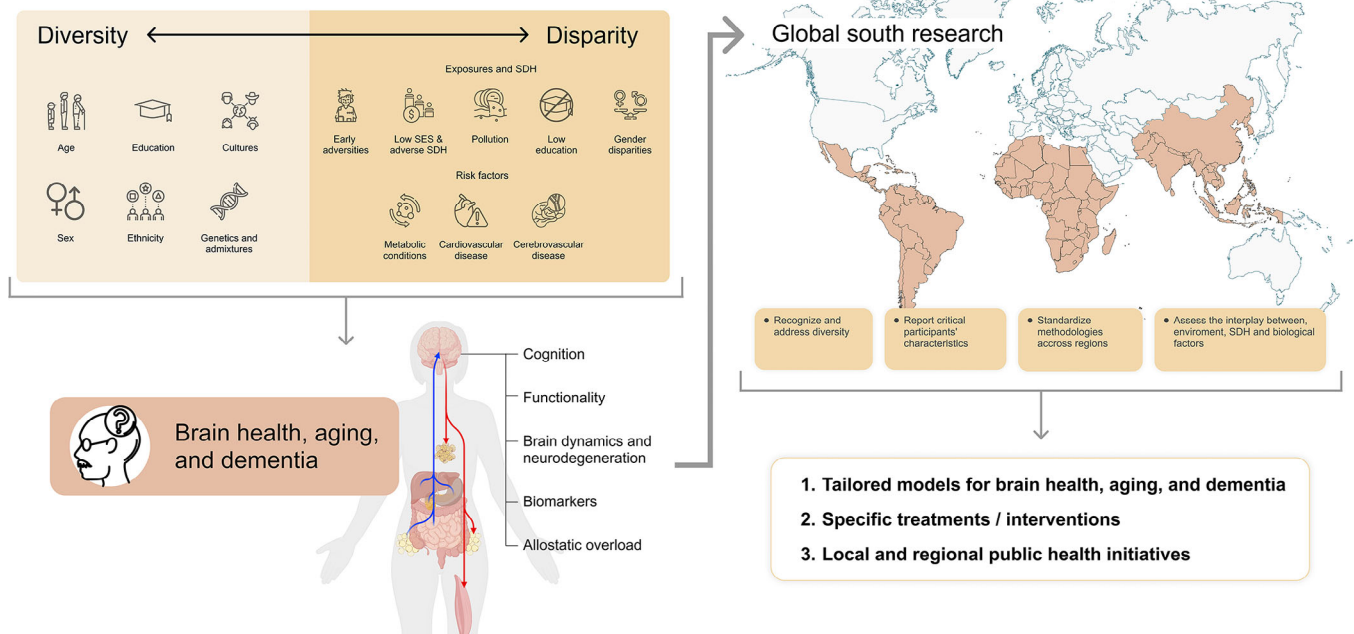 Diversity
Disparity
Exposures and SDH
Age
Education
Cultures
Early
adversities
Low SES &
adverse SDH
Pollution
Low
education
Gender
disparities
Risk factors
Sex
Ethnicity
Genetics and
admixtures
Metabolic
conditions
Cardiovascular
disease
Cerebrovascular
disease
Brain health, aging,
and dementia
Cognition
Functionality
Brain dynamics and
neurodegeneration
Biomarkers
Allostatic overload
Global south research
• Recognize and
address diversity
• Report critical
participants'
characteristics
• Standardize
methodologies
accross regions
• Assess the interplay between,
enviroment, SDH and biological
factors
1. Tailored models for brain health, aging, and dementia
2. Specific treatments / interventions
3. Local and regional public health initiatives